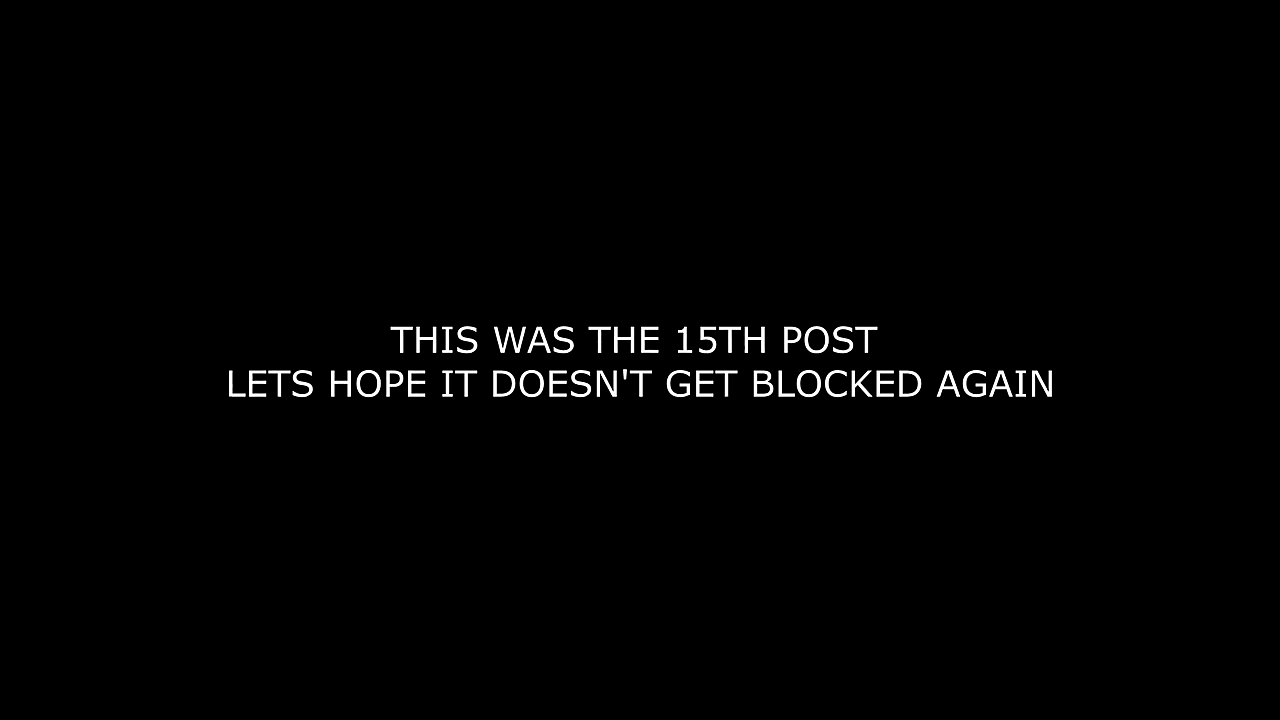 THIS WAS THE 15TH POST
LETS HOPE IT DOESN'T GET BLOCKED AGAIN